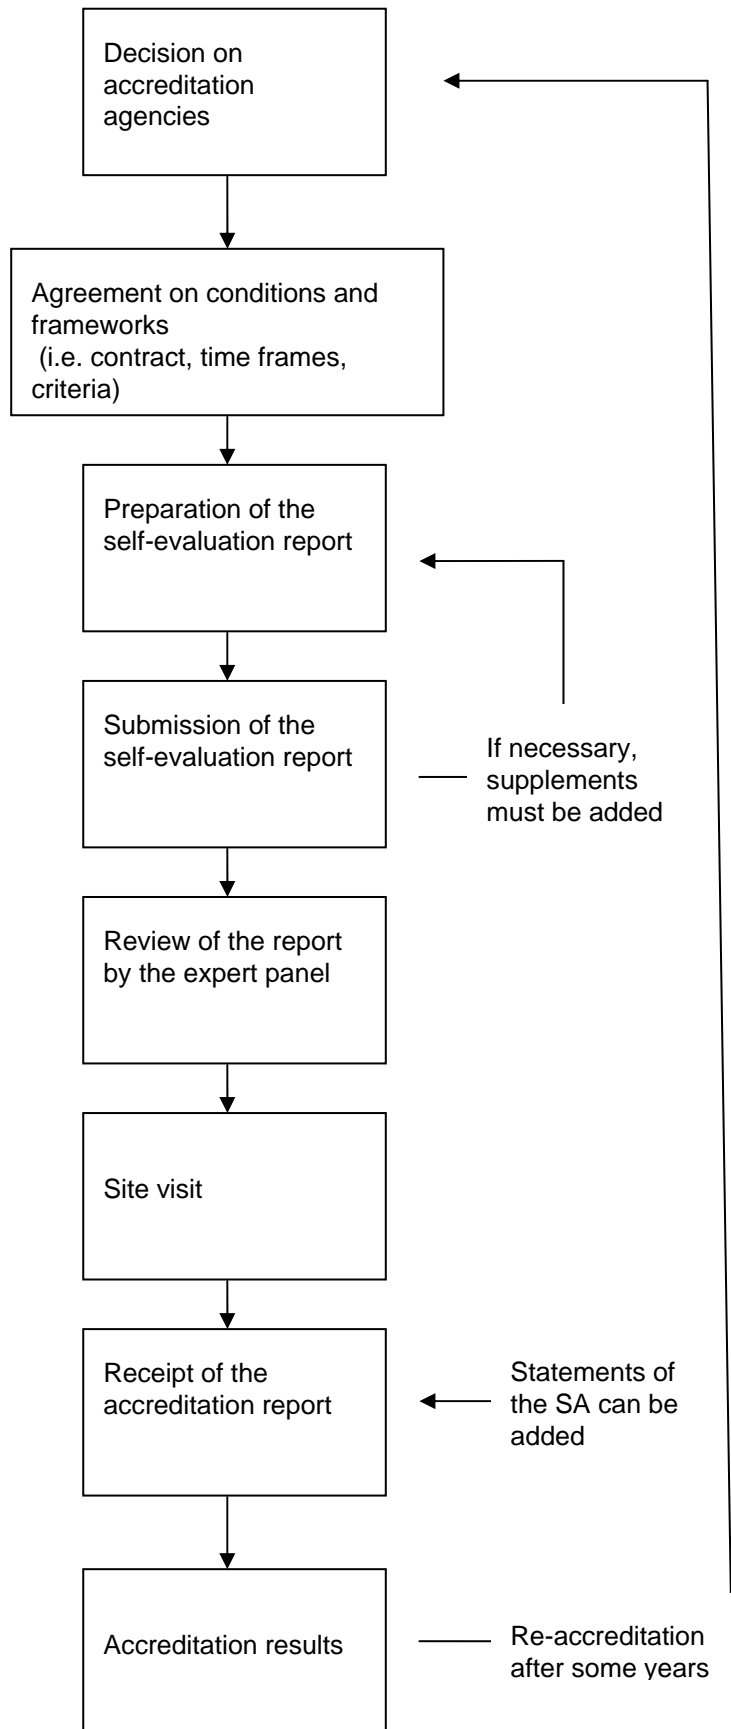 Decision on
accreditation
agencies
Agreement on conditions and
frameworks
(i.e. contract, time frames,
criteria)
Preparation of the
self-evaluation report
Submission of the
self-evaluation report
If necessary,
supplements
must be added
Review of the report
by the expert panel
Site visit
Receipt of the
accreditation report
Statements of
the SA can be
added
Accreditation results
Re-accreditation
after some years